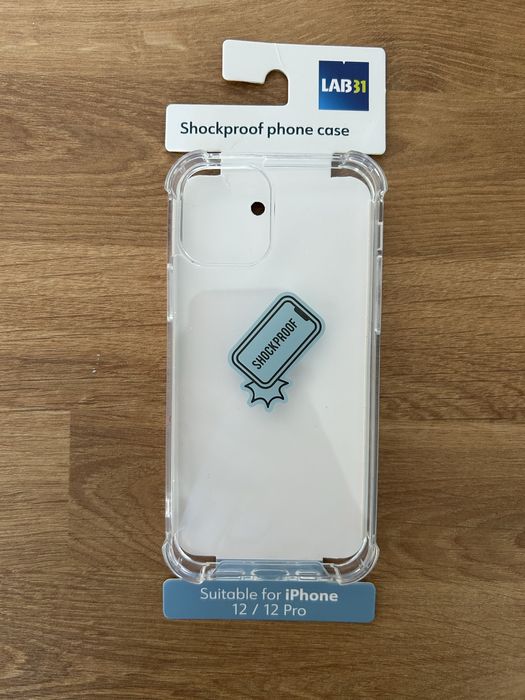 LAB31
Shockproof phone case
SHOCKPROOF
Suitable for iPhone
12 / 12 Pro